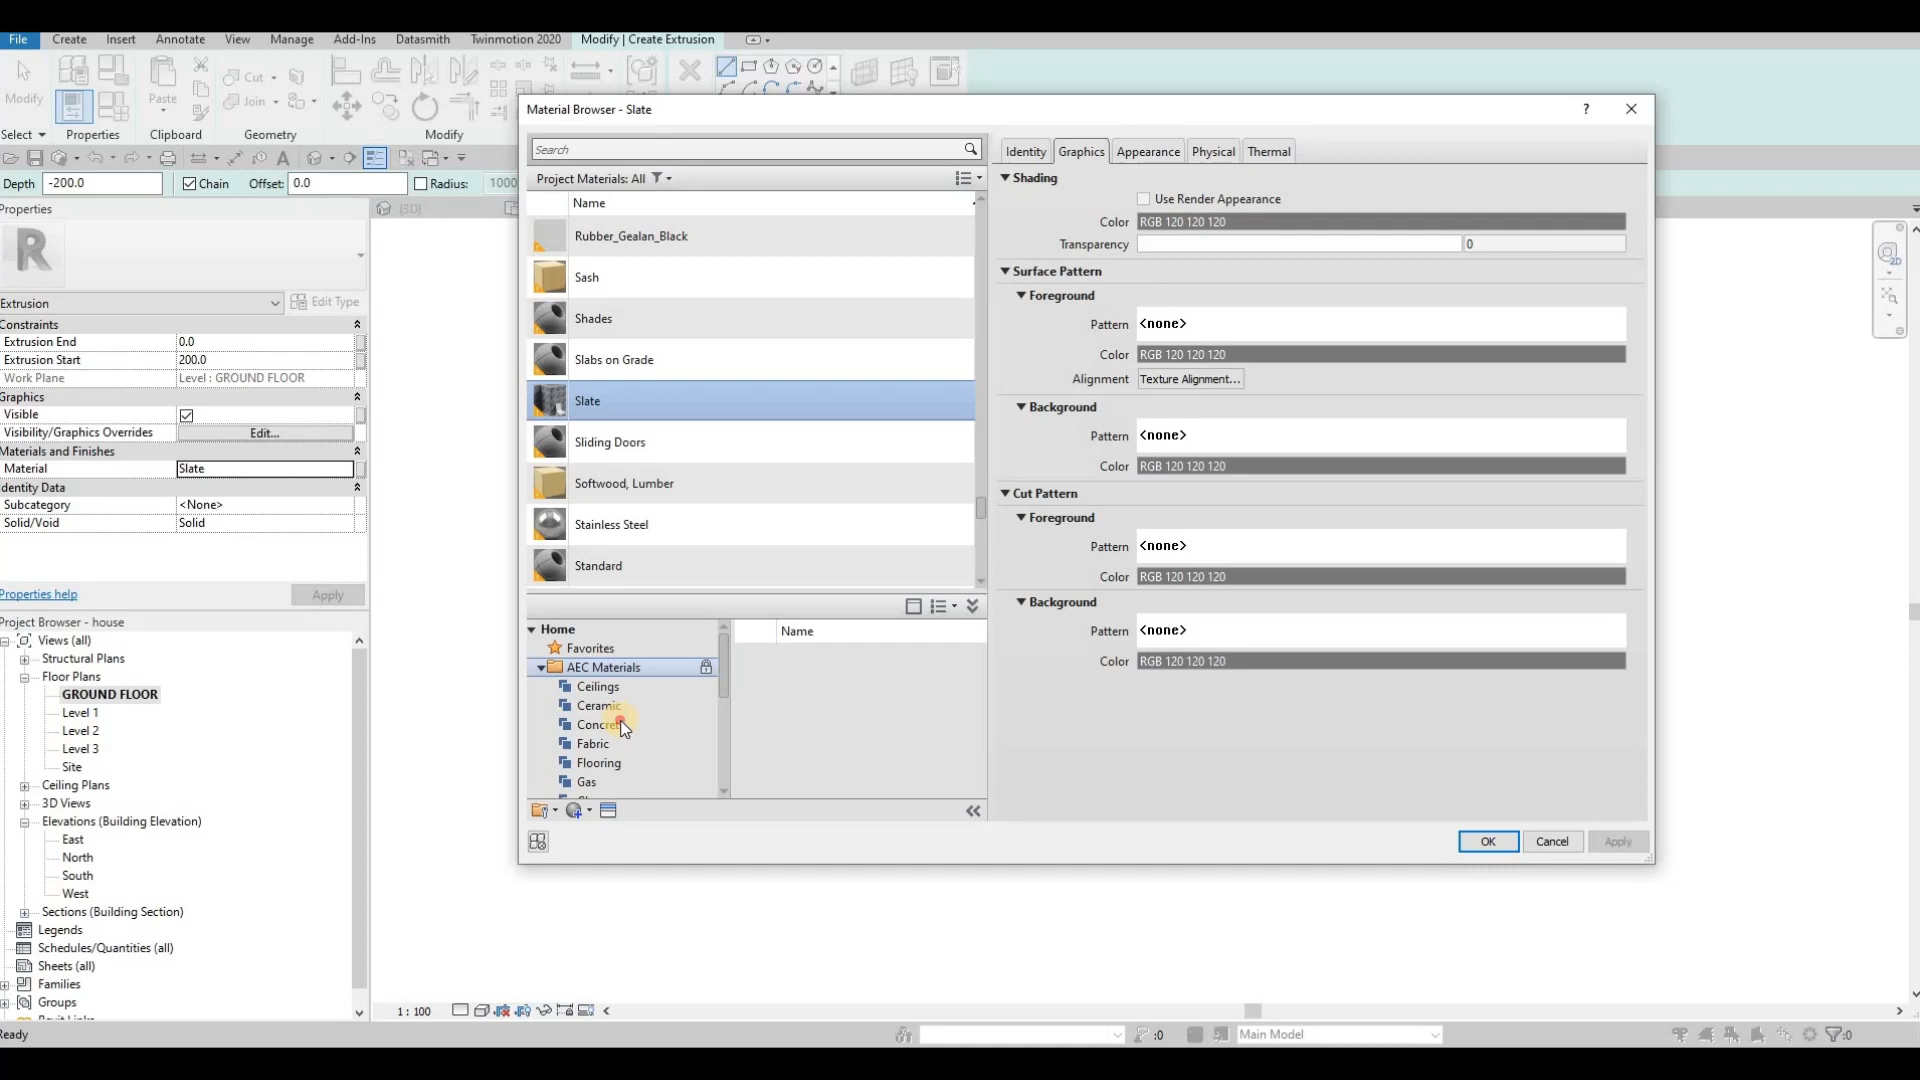 File Create Insert Annotate View Manage Add-Ins Datasmith Twinmotion 2020 Modify | Create Extrusion
Modify
Paste
Cut
Join
Select Properties Clipboard Geometry Modify
Depth -200.0 Chain Offset: 0.0 Radius: 1000
Properties
(3D)
R
Extrusion Edit Type
Constraints
Extrusion End 0.0
Extrusion Start 200.0
Work Plane Level : GROUND FLOOR
Graphics
Visible
Visibility/Graphics Overrides Edit...
Materials and Finishes
Material Slate
Identity Data
Subcategory <None>
Solid/Void Solid
Properties help Apply
Project Browser - house
Views (all)
Structural Plans
Floor Plans
GROUND FLOOR
Level 1
Level 2
Level 3
Site
Ceiling Plans
3D Views
Elevations (Building Elevation)
East
North
South
West
Sections (Building Section)
Legends
Schedules/Quantities (all)
Sheets (all)
Families
Groups
Ready
Material Browser - Slate
?
Search
Project Materials: All
Name
Rubber_Gealan_Black
Sash
Shades
Slabs on Grade
Slate
Sliding Doors
Softwood, Lumber
Stainless Steel
Standard
Home
Favorites
AEC Materials
Ceilings
Ceramic
Concre
Fabric
Flooring
Gas
Name
Identity Graphics Appearance Physical Thermal
Shading
Use Render Appearance
Color RGB 120 120 120
Transparency 0
Surface Pattern
Foreground
Pattern <none>
Color RGB 120 120 120
Alignment Texture Alignment...
Background
Pattern <none>
Color RGB 120 120 120
Cut Pattern
Foreground
Pattern <none>
Color RGB 120 120 120
Background
Pattern <none>
Color RGB 120 120 120
OK Cancel Apply
2D
1 : 100
:0 Main Model :0